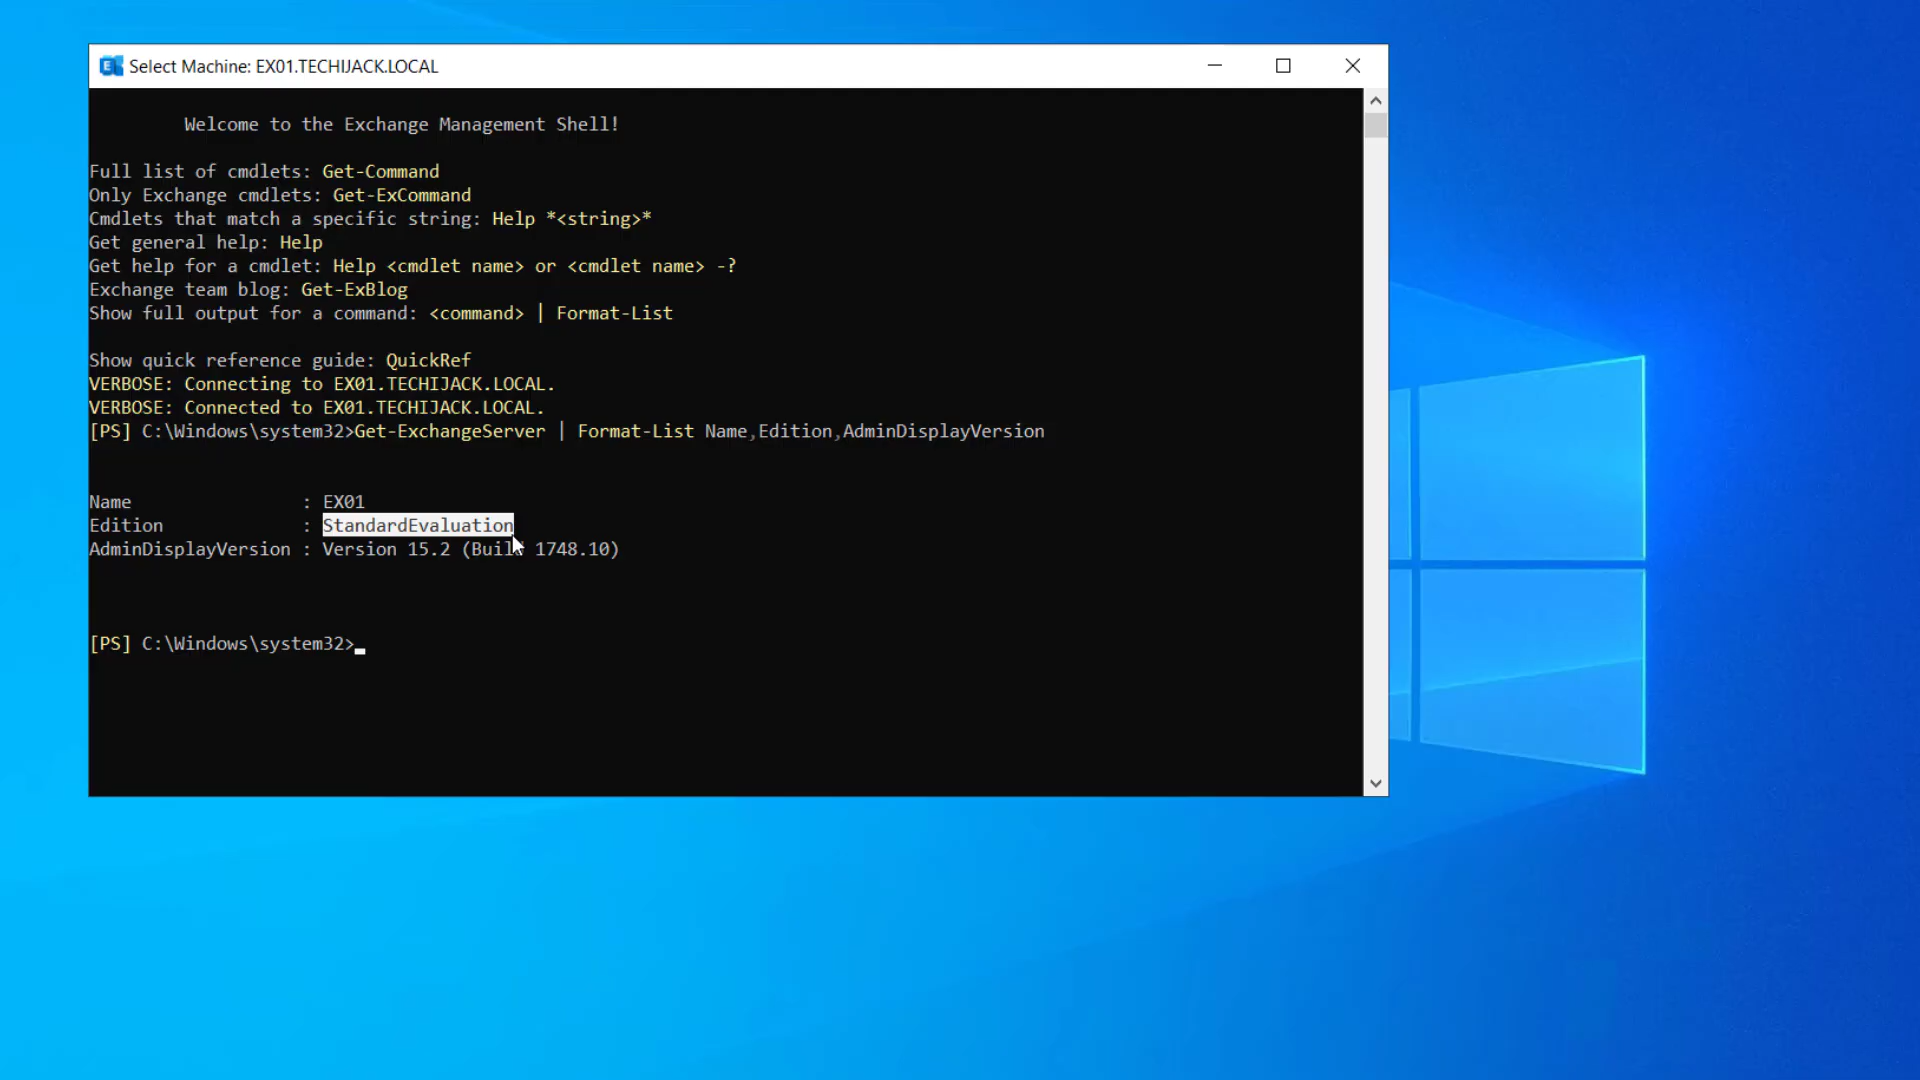 Select Machine: EX01.TECHIJACK.LOCAL
Welcome to the Exchange Management Shell!
Full list of cmdlets: Get-Command
Only Exchange cmdlets: Get-ExCommand
Cmdlets that match a specific string: Help *<string>*
Get general help: Help
Get help for a cmdlet: Help <cmdlet name> or <cmdlet name> -?
Exchange team blog: Get-ExBlog
Show full output for a command: <command> | Format-List
Show quick reference guide: QuickRef
VERBOSE: Connecting to EX01.TECHIJACK.LOCAL.
VERBOSE: Connected to EX01.TECHIJACK.LOCAL.
[PS] C:\Windows\system32>Get-ExchangeServer | Format-List Name,Edition,AdminDisplayVersion
Name : EX01
Edition : StandardEvaluation
AdminDisplayVersion : Version 15.2 (Build 1748.10)
[PS] C:\Windows\system32>